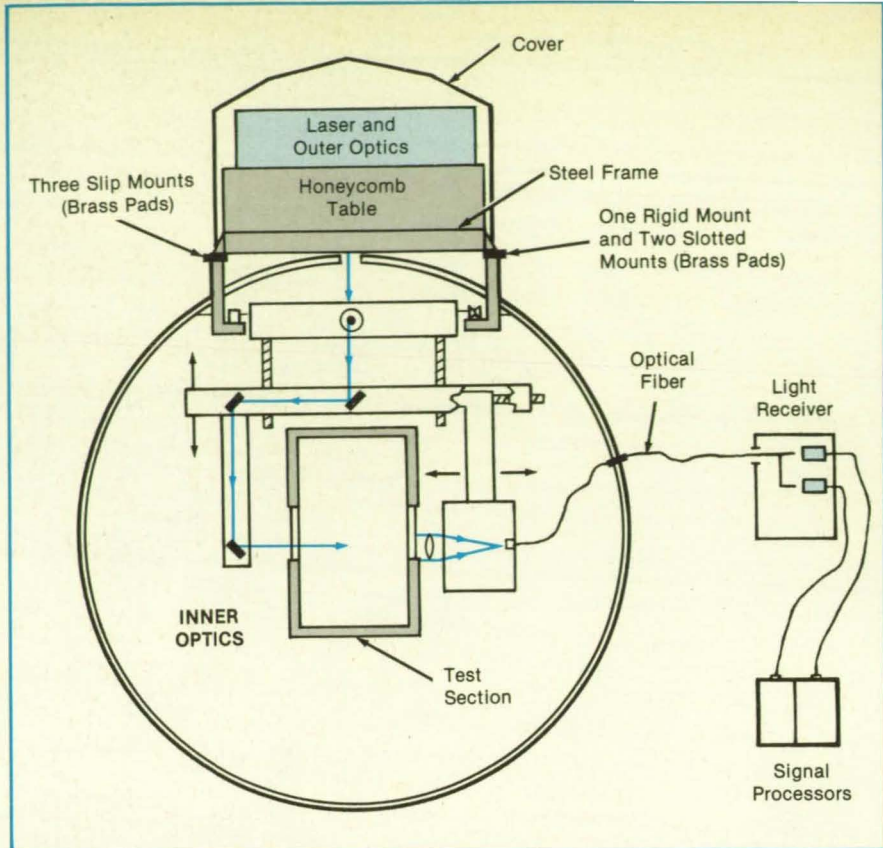 Cover
Laser and
Outer Optics
Steel Frame
Three Slip Mounts
(Brass Pads)
Honeycomb
Table
One Rigid Mount
and Two Slotted
Mounts (Brass Pads)
Optical
Fiber
Light
Receiver
INNER
OPTICS
Test
Section
Signal
Processors